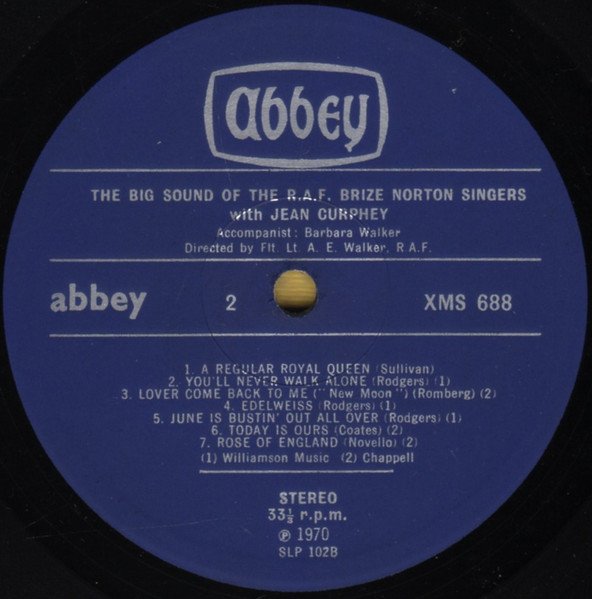 abbey
THE BIG SOUND OF THE R.A.F. BRIZE NORTON SINGERS
with JEAN CURPHEY
Accompanist: Barbara Walker
Directed by Flt. Lt. A. E. Walker, R.A.F.
abbey 2 XMS 688
1. A REGULAR ROYAL QUEEN (Sullivan)
2. YOU'LL NEVER WALK ALONE (Rodgers) (1)
3. LOVER COME BACK TO ME ("New Moon") (Romberg) (2)
4. EDELWEISS (Rodgers) (1)
5. JUNE IS BUSTIN' OUT ALL OVER (Rodgers) (1)
6. TODAY IS OURS (Coates) (2)
7. ROSE OF ENGLAND (Novello) (2)
(1) Williamson Music (2) Chappell
STEREO
33⅓ r.p.m.
℗ 1970
SLP 102B